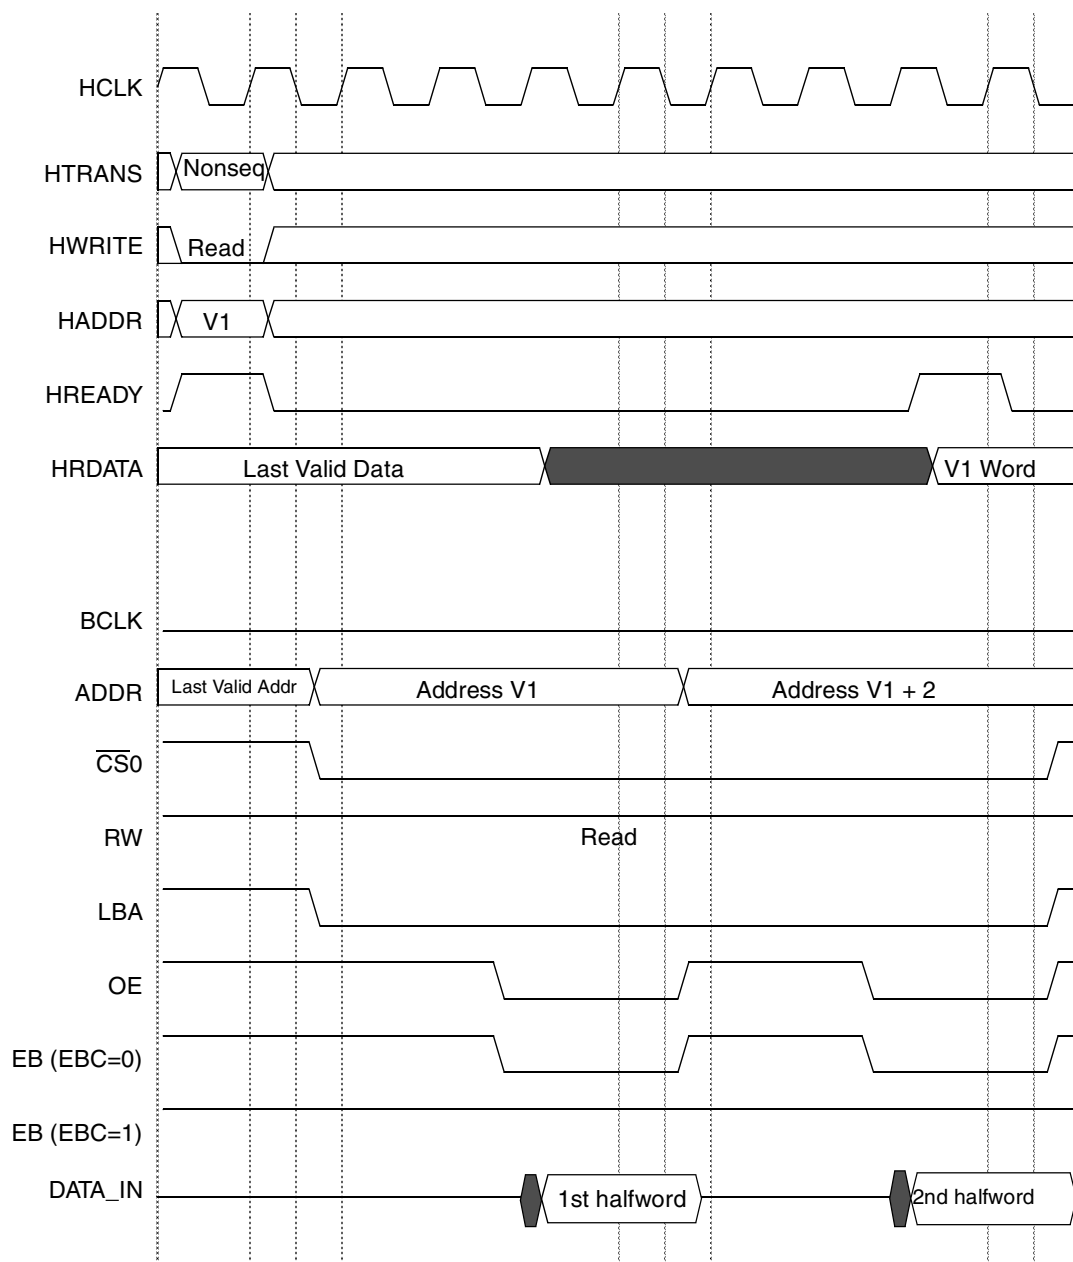 HCLK
HTRANS Nonseq
HWRITE Read
HADDR V1
HREADY
HRDATA Last Valid Data V1 Word
BCLK
ADDR Last Valid Addr Address V1 Address V1 + 2
CS0
RW Read
LBA
OE
EB (EBC=0)
EB (EBC=1)
DATA_IN 1st halfword 2nd halfword